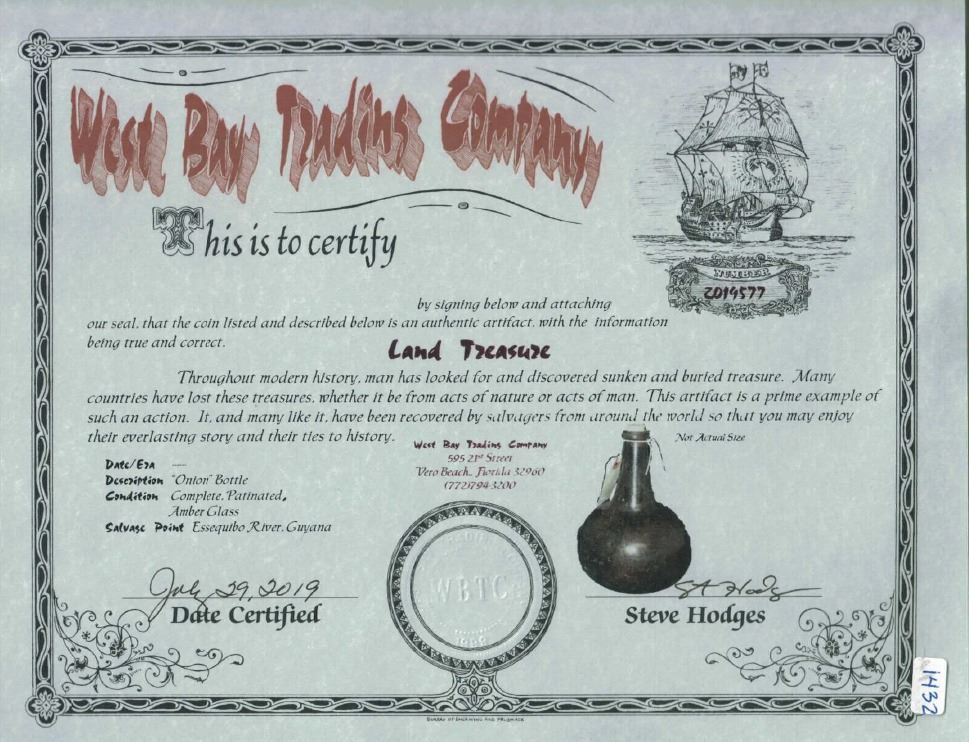 West Bay Trading Company
This is to certify
NUMBER
2019577
by signing below and attaching
our seal, that the coin listed and described below is an authentic artifact, with the information
being true and correct.
Land Treasure
Throughout modern history, man has looked for and discovered sunken and buried treasure. Many
countries have lost these treasures, whether it be from acts of nature or acts of man. This artifact is a prime example of
such an action. It, and many like it, have been recovered by salvagers from around the world so that you may enjoy
their everlasting story and their ties to history.
Not Actual Size
West Bay Trading Company
595 21st Street
Vero Beach, Florida 32960
(772)794-3200
Date/Era ----
Description "Onion" Bottle
Condition Complete, Patinated,
Amber Glass
Salvage Point Essequibo River, Guyana
WBTC
July 29, 2019
Date Certified
Steve Hodges
1432